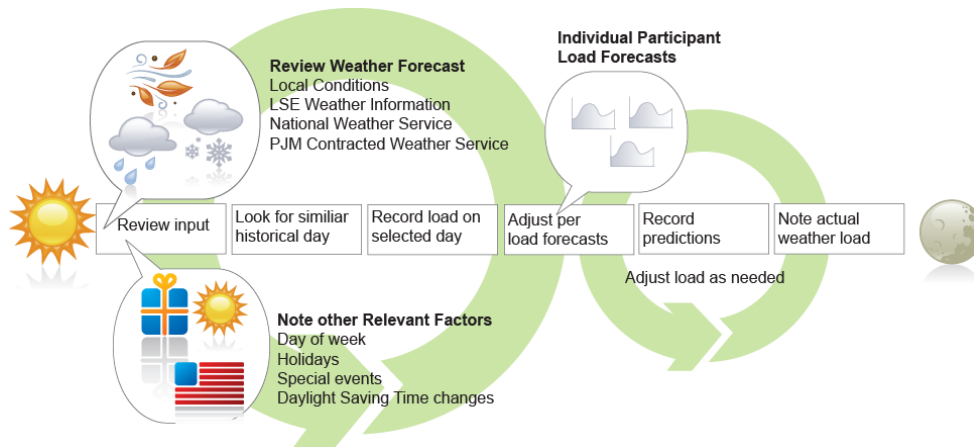 Review Weather Forecast
Local Conditions
LSE Weather Information
National Weather Service
PJM Contracted Weather Service
Individual Participant
Load Forecasts
Review input
Look for similiar
historical day
Record load on
selected day
Adjust per
load forecasts
Record
predictions
Note actual
weather load
Adjust load as needed
Note other Relevant Factors
Day of week
Holidays
Special events
Daylight Saving Time changes